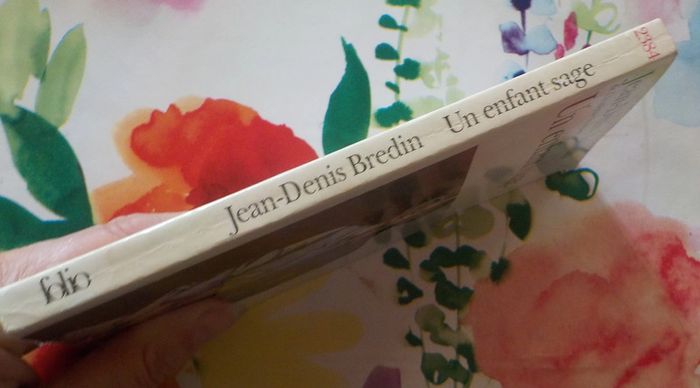 folio Jean-Denis Bredin Un enfant sage 2384